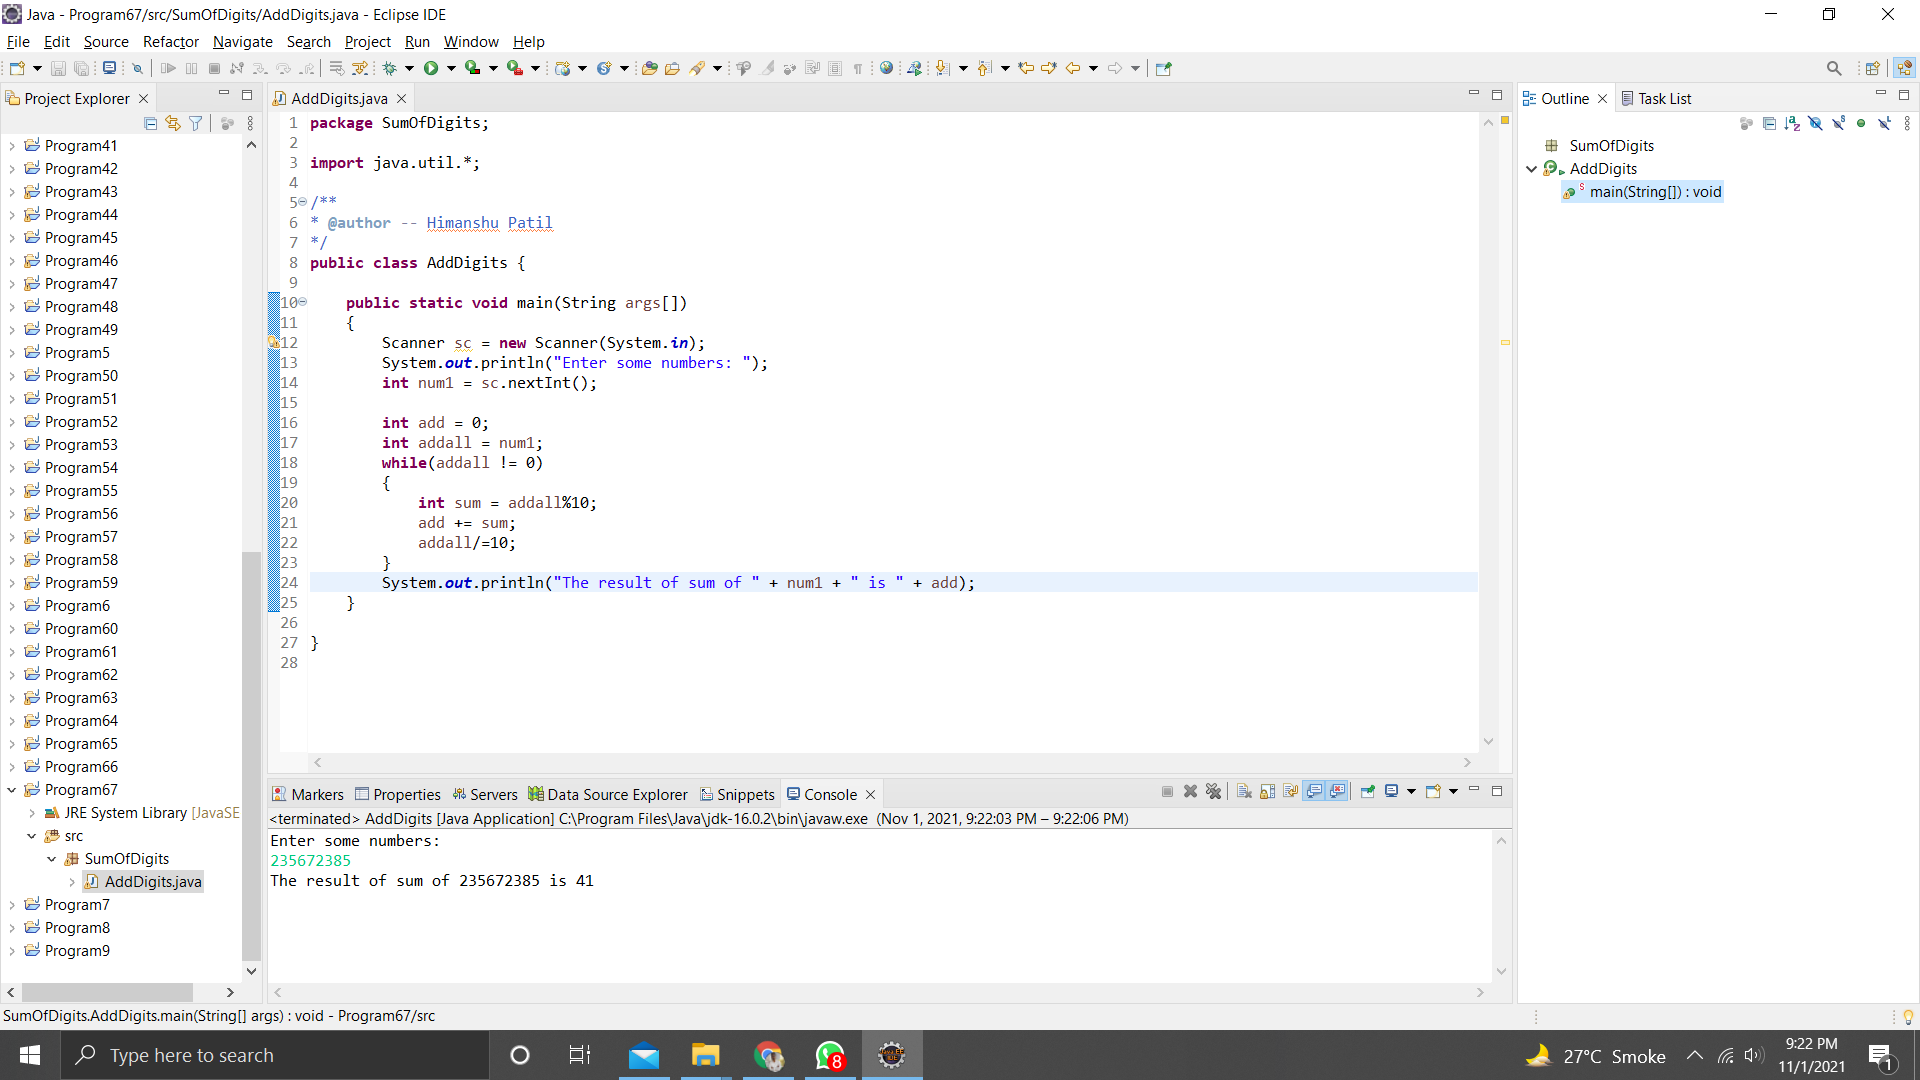 Java - Program67/src/SumOfDigits/AddDigits.java - Eclipse IDE
File Edit Source Refactor Navigate Search Project Run Window Help
Project Explorer
Program41
Program42
Program43
Program44
Program45
Program46
Program47
Program48
Program49
Program5
Program50
Program51
Program52
Program53
Program54
Program55
Program56
Program57
Program58
Program59
Program6
Program60
Program61
Program62
Program63
Program64
Program65
Program66
Program67
JRE System Library [JavaSE
src
SumOfDigits
AddDigits.java
Program7
Program8
Program9
AddDigits.java
1 package SumOfDigits;
2
3 import java.util.*;
4
5 /**
6 * @author -- Himanshu Patil
7 */
8 public class AddDigits {
9
10 public static void main(String args[])
11 {
12 Scanner sc = new Scanner(System.in);
13 System.out.println("Enter some numbers: ");
14 int num1 = sc.nextInt();
15
16 int add = 0;
17 int addall = num1;
18 while(addall != 0)
19 {
20 int sum = addall%10;
21 add += sum;
22 addall/=10;
23 }
24 System.out.println("The result of sum of " + num1 + " is " + add);
25 }
26
27 }
28
Outline Task List
SumOfDigits
AddDigits
main(String[]) : void
Markers Properties Servers Data Source Explorer Snippets Console
<terminated> AddDigits [Java Application] C:\Program Files\Java\jdk-16.0.2\bin\javaw.exe (Nov 1, 2021, 9:22:03 PM – 9:22:06 PM)
Enter some numbers:
235672385
The result of sum of 235672385 is 41
SumOfDigits.AddDigits.main(String[] args) : void - Program67/src
Type here to search
8
27°C Smoke
9:22 PM
11/1/2021
1